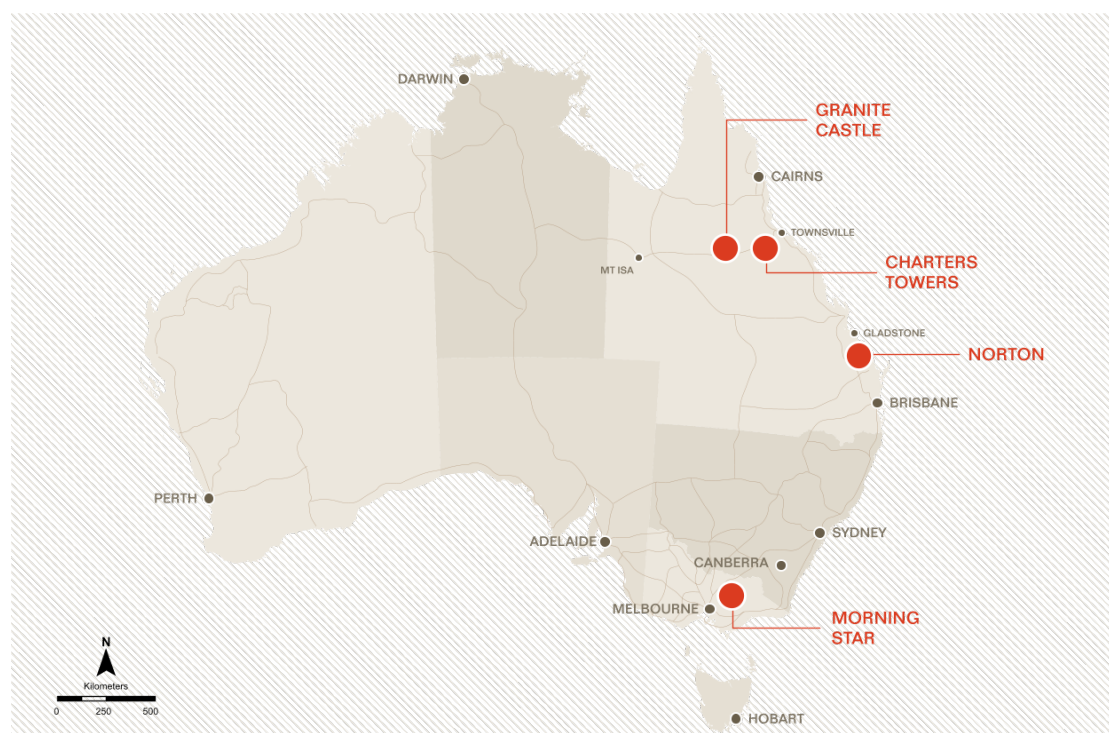 DARWIN
GRANITE
CASTLE
CAIRNS
TOWNSVILLE
MT ISA
CHARTERS
TOWERS
GLADSTONE
NORTON
BRISBANE
PERTH
SYDNEY
ADELAIDE
CANBERRA
MELBOURNE
MORNING
STAR
N
Kilometers
0 250 500
HOBART